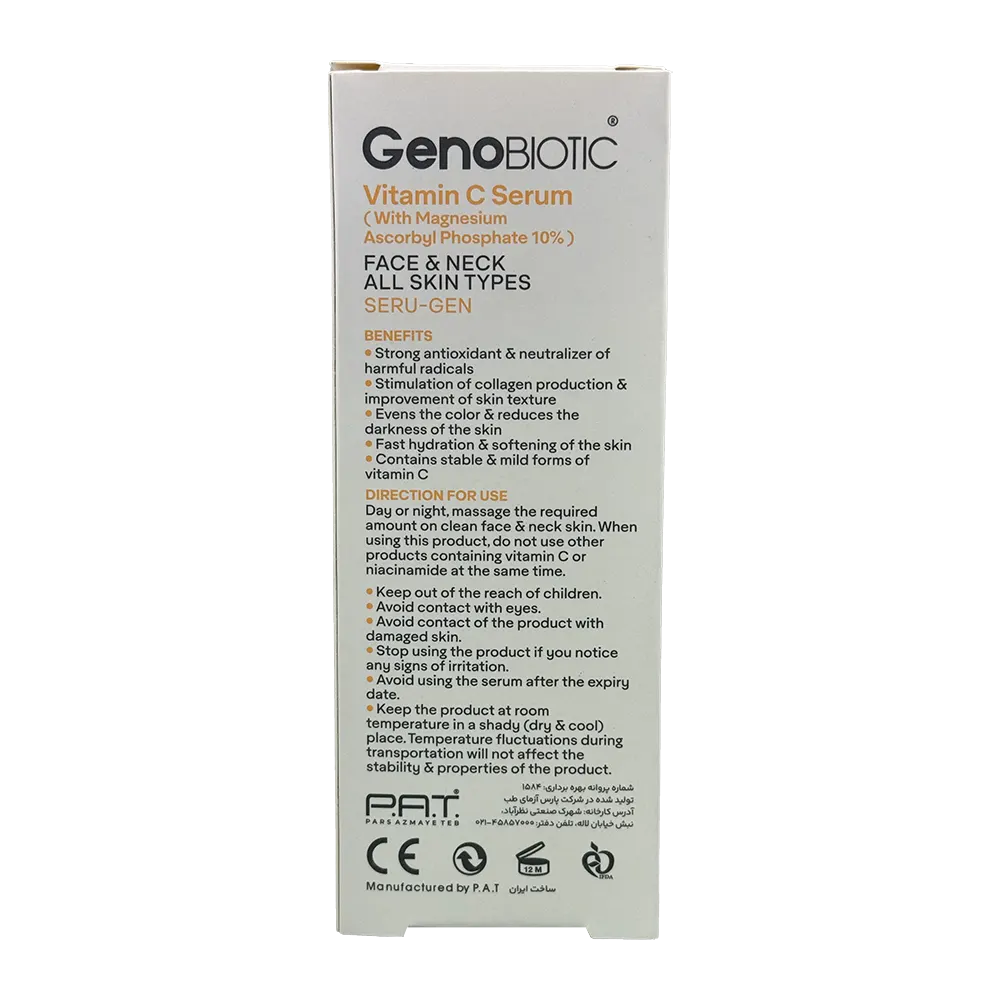 GenoBIOTIC®
Vitamin C Serum
( With Magnesium
Ascorbyl Phosphate 10% )
FACE & NECK
ALL SKIN TYPES
SERU-GEN
BENEFITS
• Strong antioxidant & neutralizer of
harmful radicals
• Stimulation of collagen production &
improvement of skin texture
• Evens the color & reduces the
darkness of the skin
• Fast hydration & softening of the skin
• Contains stable & mild forms of
vitamin C
DIRECTION FOR USE
Day or night, massage the required
amount on clean face & neck skin. When
using this product, do not use other
products containing vitamin C or
niacinamide at the same time.
• Keep out of the reach of children.
• Avoid contact with eyes.
• Avoid contact of the product with
damaged skin.
• Stop using the product if you notice
any signs of irritation.
• Avoid using the serum after the expiry
date.
• Keep the product at room
temperature in a shady (dry & cool)
place. Temperature fluctuations during
transportation will not affect the
stability & properties of the product.
P.A.T.®
PARS AZMAYE TEB
شماره پروانه بهره برداری: ۱۵۸۴
تولید شده در شرکت پارس آزمای طب
آدرس کارخانه: شهرک صنعتی نظرآباد،
نبش خیابان لاله، تلفن دفتر: ۴۵۸۵۷۰۰۰-۰۲۱
CE
12 M
IFDA
Manufactured by P.A.T
ساخت ایران